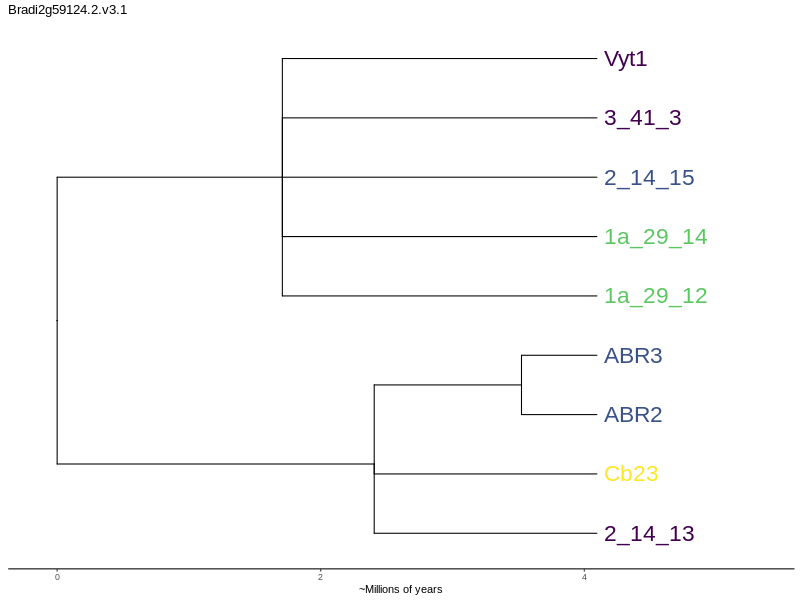 Bradi2g59124.2.v3.1
Vyt1
3_41_3
2_14_15
1a_29_14
1a_29_12
ABR3
ABR2
Cb23
2_14_13
0 2 4
~Millions of years